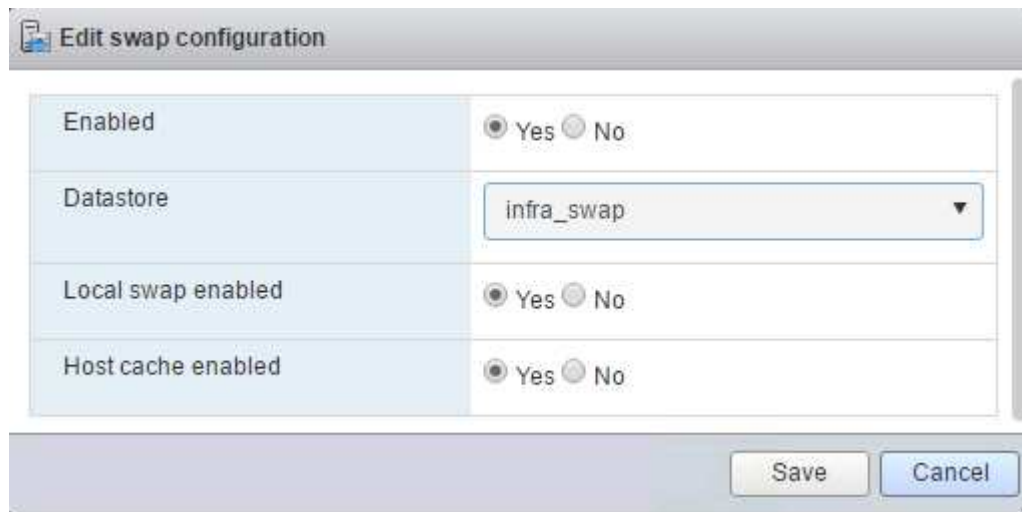 Edit swap configuration
Enabled Yes No
Datastore infra_swap
Local swap enabled Yes No
Host cache enabled Yes No
Save Cancel